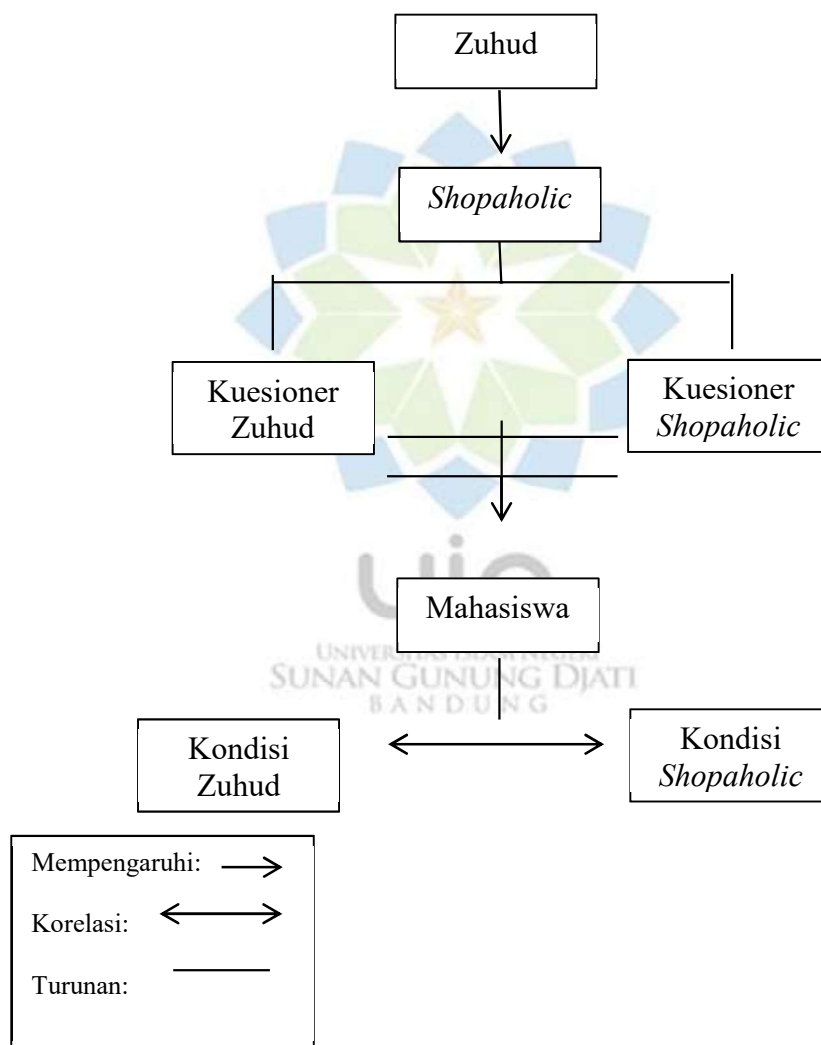 Zuhud
Shopaholic
Kuesioner
Zuhud
Kuesioner
Shopaholic
uin
Mahasiswa
UNIVERSITAS ISLAM NEGERI
SUNAN GUNUNG DJATI
BANDUNG
Kondisi
Zuhud
Kondisi
Shopaholic
Mempengaruhi:
Korelasi:
Turunan: